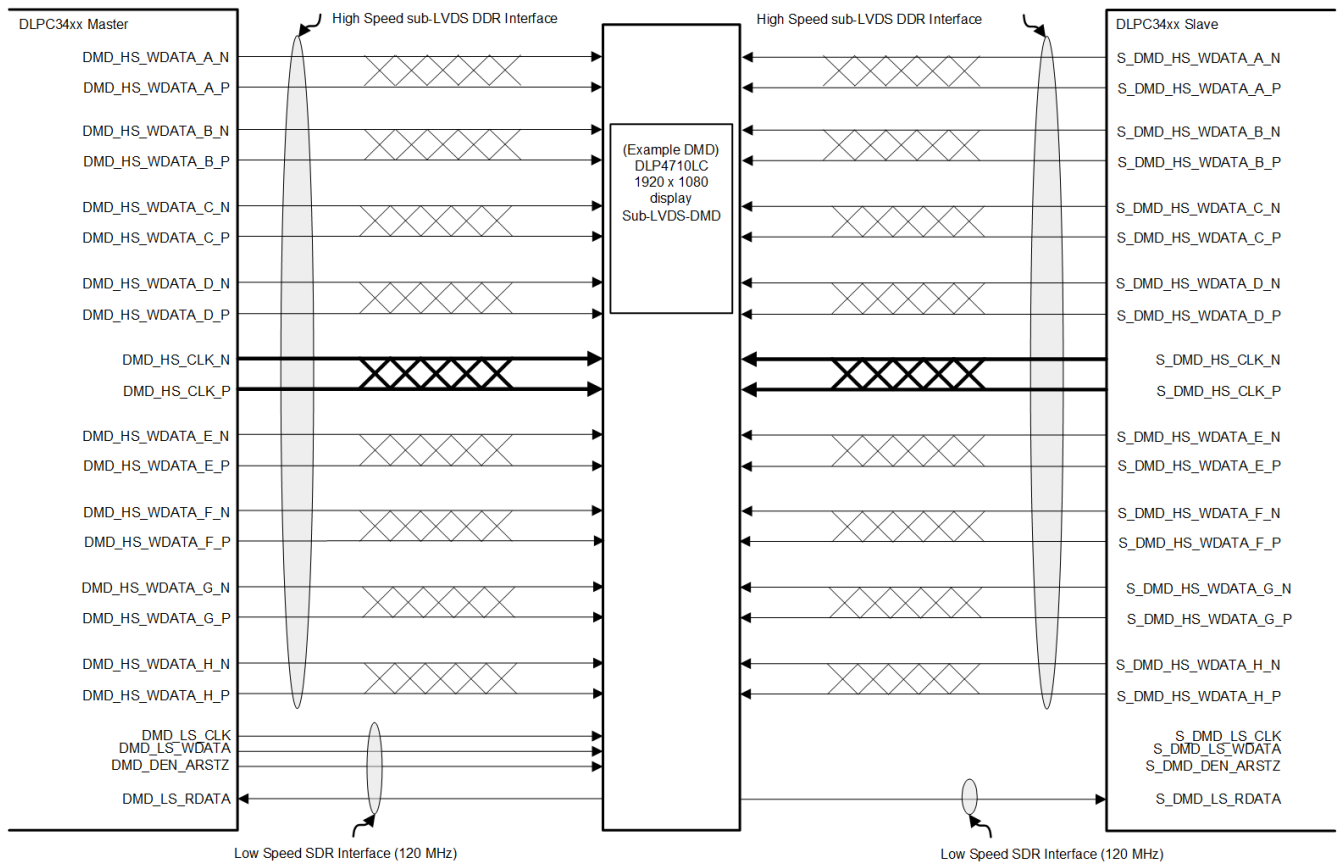 High Speed sub-LVDS DDR Interface
High Speed sub-LVDS DDR Interface
DLPC34xx Master
DLPC34xx Slave
DMD_HS_WDATA_A_N
DMD_HS_WDATA_A_P
DMD_HS_WDATA_B_N
DMD_HS_WDATA_B_P
DMD_HS_WDATA_C_N
DMD_HS_WDATA_C_P
DMD_HS_WDATA_D_N
DMD_HS_WDATA_D_P
DMD_HS_CLK_N
DMD_HS_CLK_P
DMD_HS_WDATA_E_N
DMD_HS_WDATA_E_P
DMD_HS_WDATA_F_N
DMD_HS_WDATA_F_P
DMD_HS_WDATA_G_N
DMD_HS_WDATA_G_P
DMD_HS_WDATA_H_N
DMD_HS_WDATA_H_P
DMD_LS_CLK
DMD_LS_WDATA
DMD_DEN_ARSTZ
DMD_LS_RDATA
(Example DMD)
DLP4710LC
1920 x 1080
display
Sub-LVDS-DMD
S_DMD_HS_WDATA_A_N
S_DMD_HS_WDATA_A_P
S_DMD_HS_WDATA_B_N
S_DMD_HS_WDATA_B_P
S_DMD_HS_WDATA_C_N
S_DMD_HS_WDATA_C_P
S_DMD_HS_WDATA_D_N
S_DMD_HS_WDATA_D_P
S_DMD_HS_CLK_N
S_DMD_HS_CLK_P
S_DMD_HS_WDATA_E_N
S_DMD_HS_WDATA_E_P
S_DMD_HS_WDATA_F_N
S_DMD_HS_WDATA_F_P
S_DMD_HS_WDATA_G_N
S_DMD_HS_WDATA_G_P
S_DMD_HS_WDATA_H_N
S_DMD_HS_WDATA_H_P
S_DMD_LS_CLK
S_DMD_LS_WDATA
S_DMD_DEN_ARSTZ
S_DMD_LS_RDATA
Low Speed SDR Interface (120 MHz)
Low Speed SDR Interface (120 MHz)